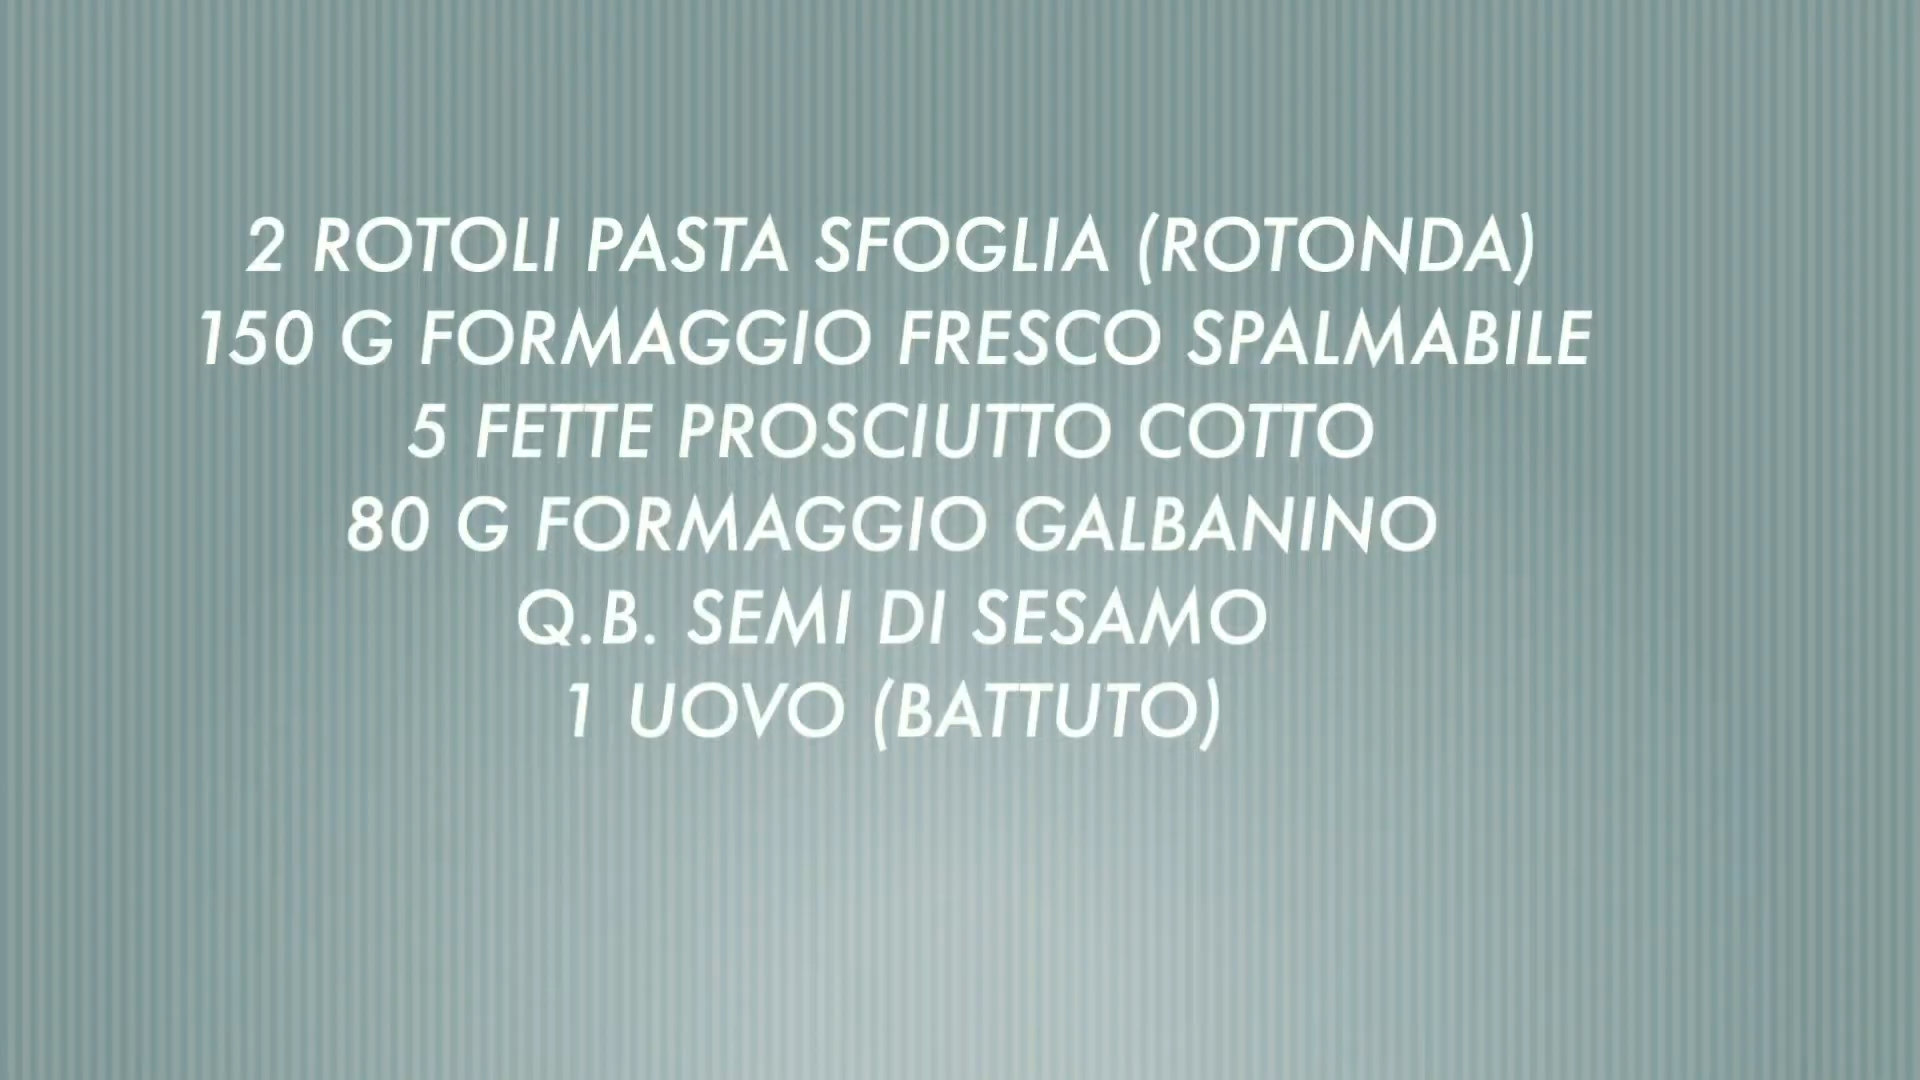 2 ROTOLI PASTA SFOGLIA (ROTONDA)
150 G FORMAGGIO FRESCO SPALMABILE
5 FETTE PROSCIUTTO COTTO
80 G FORMAGGIO GALBANINO
Q.B. SEMI DI SESAMO
1 UOVO (BATTUTO)